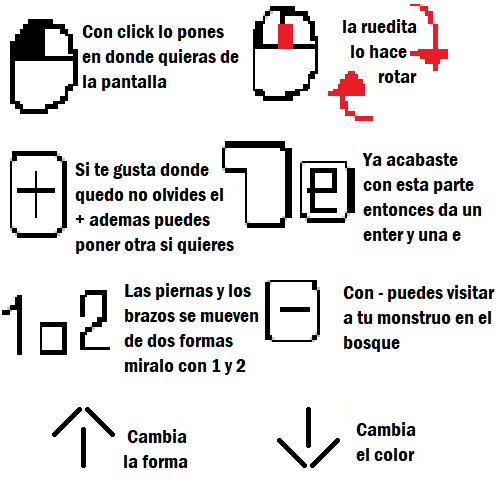 Con click lo pones
en donde quieras de
la pantalla
la ruedita
lo hace
rotar
+
Si te gusta donde
quedo no olvides el
+ ademas puedes
poner otra si quieres
e
Ya acabaste
con esta parte
entonces da un
enter y una e
1 o 2
Las piernas y los
brazos se mueven
de dos formas
miralo con 1 y 2
-
Con - puedes visitar
a tu monstruo en el
bosque
Cambia
la forma
Cambia
el color